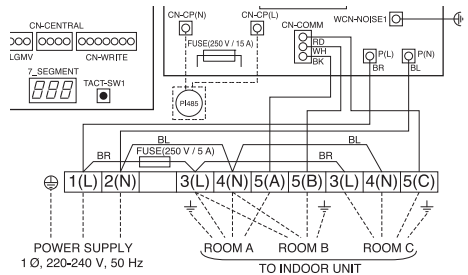 CN-CP(N)
CN-CP(L)
CN-COMM
WCN-NOISE1
CN-CENTRAL
LGMV
CN-WRITE
FUSE(250 V / 15 A)
RD
WH
BK
P(L)
P(N)
BR
BL
7_SEGMENT
TACT-SW1
PI485
BL
FUSE(250 V / 5 A)
BR
BR
1(L) 2(N) 3(L) 4(N) 5(A) 5(B) 3(L) 4(N) 5(C)
POWER SUPPLY
1 Ø, 220-240 V, 50 Hz
ROOM A
ROOM B
ROOM C
TO INDOOR UNIT
BL